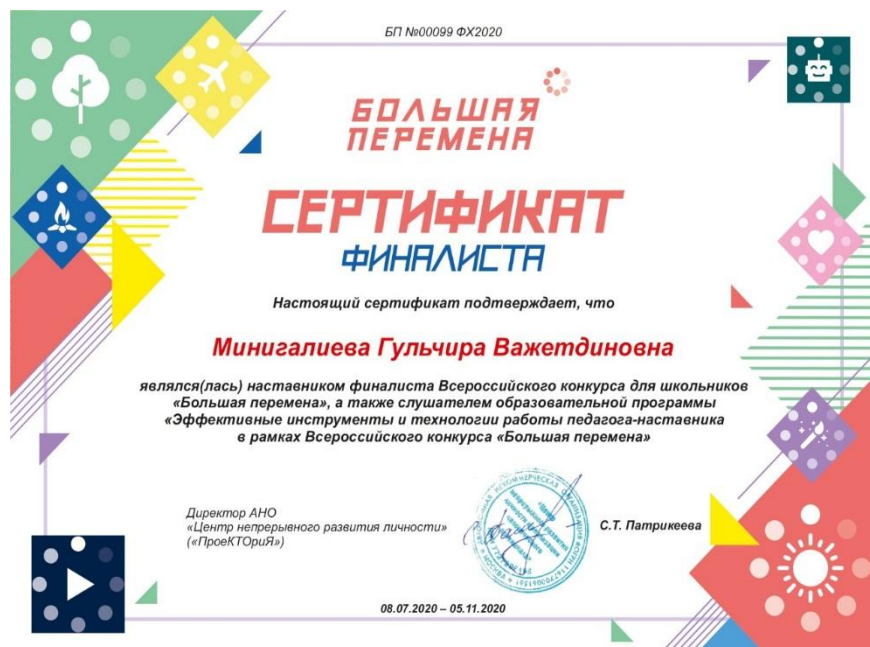 БП №00099 ФХ2020
БОЛЬШАЯ
ПЕРЕМЕНА
СЕРТИФИКАТ
ФИНАЛИСТА
Настоящий сертификат подтверждает, что
Минигалиева Гульчира Важетдиновна
являлся(лась) наставником финалиста Всероссийского конкурса для школьников
«Большая перемена», а также слушателем образовательной программы
«Эффективные инструменты и технологии работы педагога-наставника
в рамках Всероссийского конкурса «Большая перемена»
Директор АНО
«Центр непрерывного развития личности»
(«ПроеКТОриЯ»)
С.Т. Патрикеева
08.07.2020 – 05.11.2020